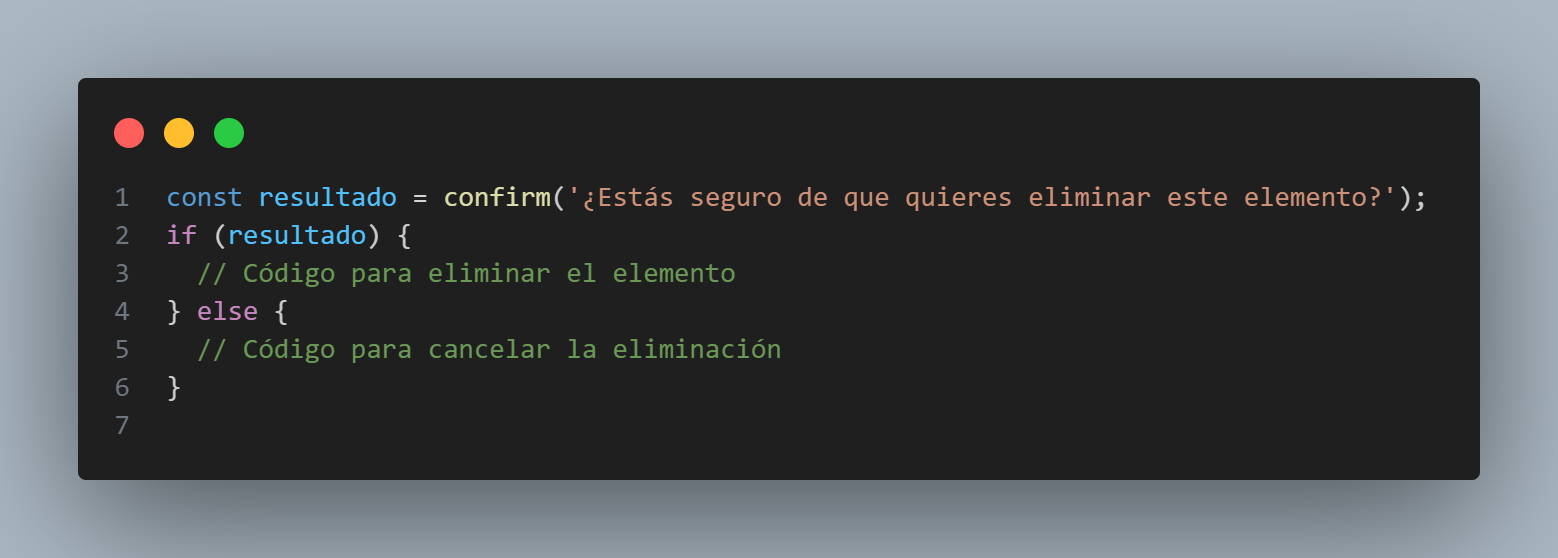 1 const resultado = confirm('¿Estás seguro de que quieres eliminar este elemento?');
2 if (resultado) {
3   // Código para eliminar el elemento
4 } else {
5   // Código para cancelar la eliminación
6 }
7